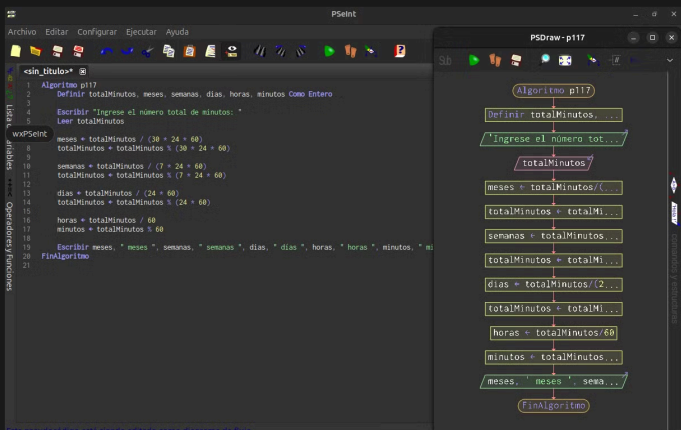 PSeInt
Archivo Editar Configurar Ejecutar Ayuda
<sin_titulo>*
1 Algoritmo p117
2 Definir totalMinutos, meses, semanas, dias, horas, minutos Como Entero
3
4 Escribir "Ingrese el número total de minutos: "
5 Leer totalMinutos
wxPSeInt
meses ← totalMinutos / (30 * 24 * 60)
8 totalMinutos ← totalMinutos % (30 * 24 * 60)
9
10 semanas ← totalMinutos / (7 * 24 * 60)
11 totalMinutos ← totalMinutos % (7 * 24 * 60)
12
13 dias ← totalMinutos / (24 * 60)
14 totalMinutos ← totalMinutos % (24 * 60)
15
16 horas ← totalMinutos / 60
17 minutos ← totalMinutos % 60
18
19 Escribir meses, " meses ", semanas, " semanas ", dias, " días ", horas, " horas ", minutos, " mi
20 FinAlgoritmo
21
Operadores y Funciones
PSDraw - p117
Sub
Algoritmo p117
Definir totalMinutos, ...
'Ingrese el número tot...
totalMinutos
meses ← totalMinutos/(...
totalMinutos ← totalMi...
semanas ← totalMinutos...
totalMinutos ← totalMi...
dias ← totalMinutos/(2...
totalMinutos ← totalMi...
horas ← totalMinutos/60
minutos ← totalMinutos...
meses, ' meses ', sema...
FinAlgoritmo
Comandos y estructuras